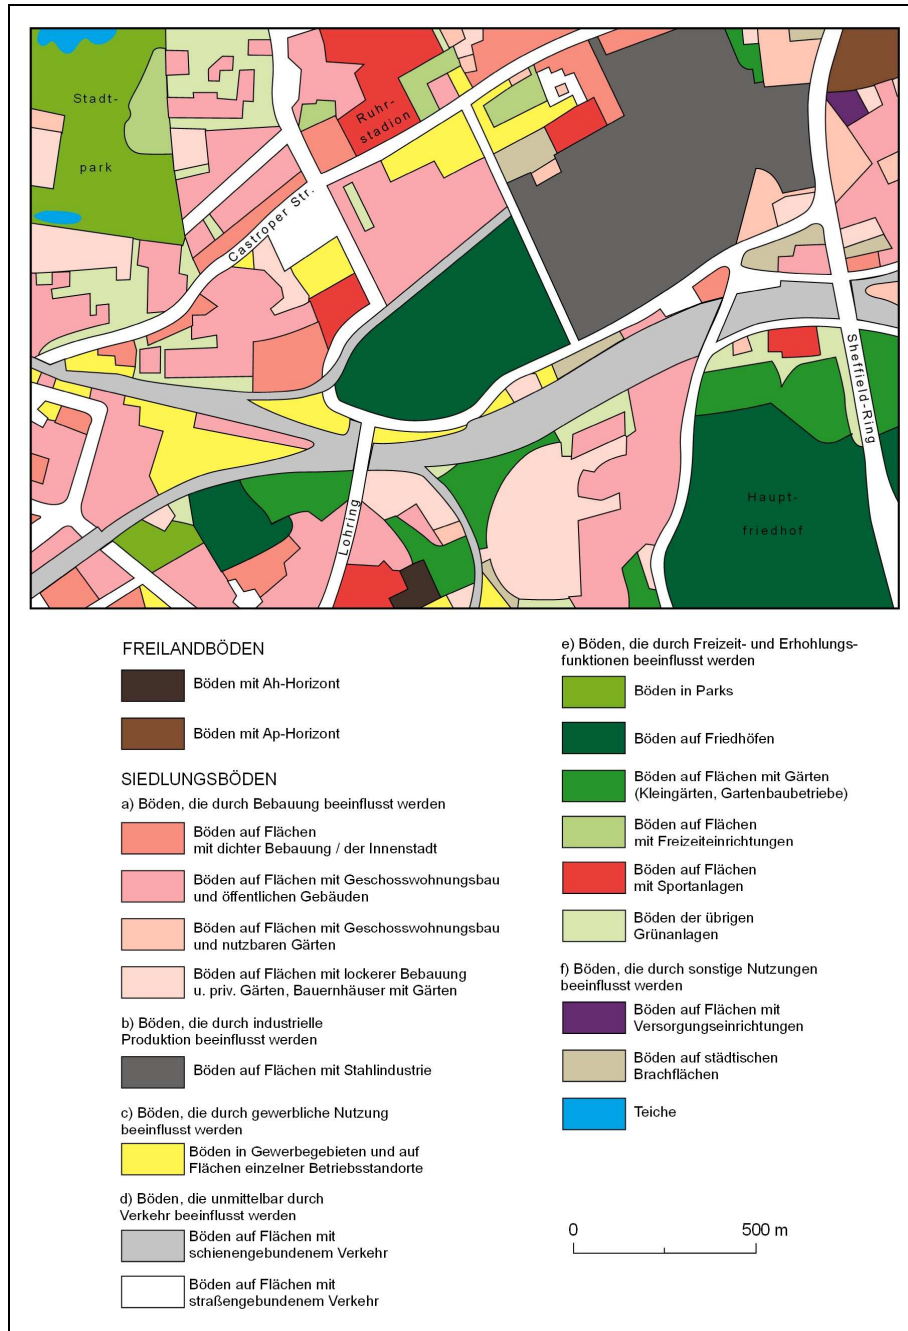 Stadt-
park
Ruhr-
stadion
Castroper Str.
Sheffield-Ring
Lohring
Haupt-
friedhof
FREILANDBÖDEN
Böden mit Ah-Horizont
Böden mit Ap-Horizont
SIEDLUNGSBÖDEN
a) Böden, die durch Bebauung beeinflusst werden
Böden auf Flächen
mit dichter Bebauung / der Innenstadt
Böden auf Flächen mit Geschosswohnungsbau
und öffentlichen Gebäuden
Böden auf Flächen mit Geschosswohnungsbau
und nutzbaren Gärten
Böden auf Flächen mit lockerer Bebauung
u. priv. Gärten, Bauernhäuser mit Gärten
b) Böden, die durch industrielle
Produktion beeinflusst werden
Böden auf Flächen mit Stahlindustrie
c) Böden, die durch gewerbliche Nutzung
beeinflusst werden
Böden in Gewerbegebieten und auf
Flächen einzelner Betriebsstandorte
d) Böden, die unmittelbar durch
Verkehr beeinflusst werden
Böden auf Flächen mit
schienengebundenem Verkehr
Böden auf Flächen mit
straßengebundenem Verkehr
e) Böden, die durch Freizeit- und Erhohlungs-
funktionen beeinflusst werden
Böden in Parks
Böden auf Friedhöfen
Böden auf Flächen mit Gärten
(Kleingärten, Gartenbaubetriebe)
Böden auf Flächen
mit Freizeiteinrichtungen
Böden auf Flächen
mit Sportanlagen
Böden der übrigen
Grünanlagen
f) Böden, die durch sonstige Nutzungen
beeinflusst werden
Böden auf Flächen mit
Versorgungseinrichtungen
Böden auf städtischen
Brachflächen
Teiche
0 500 m